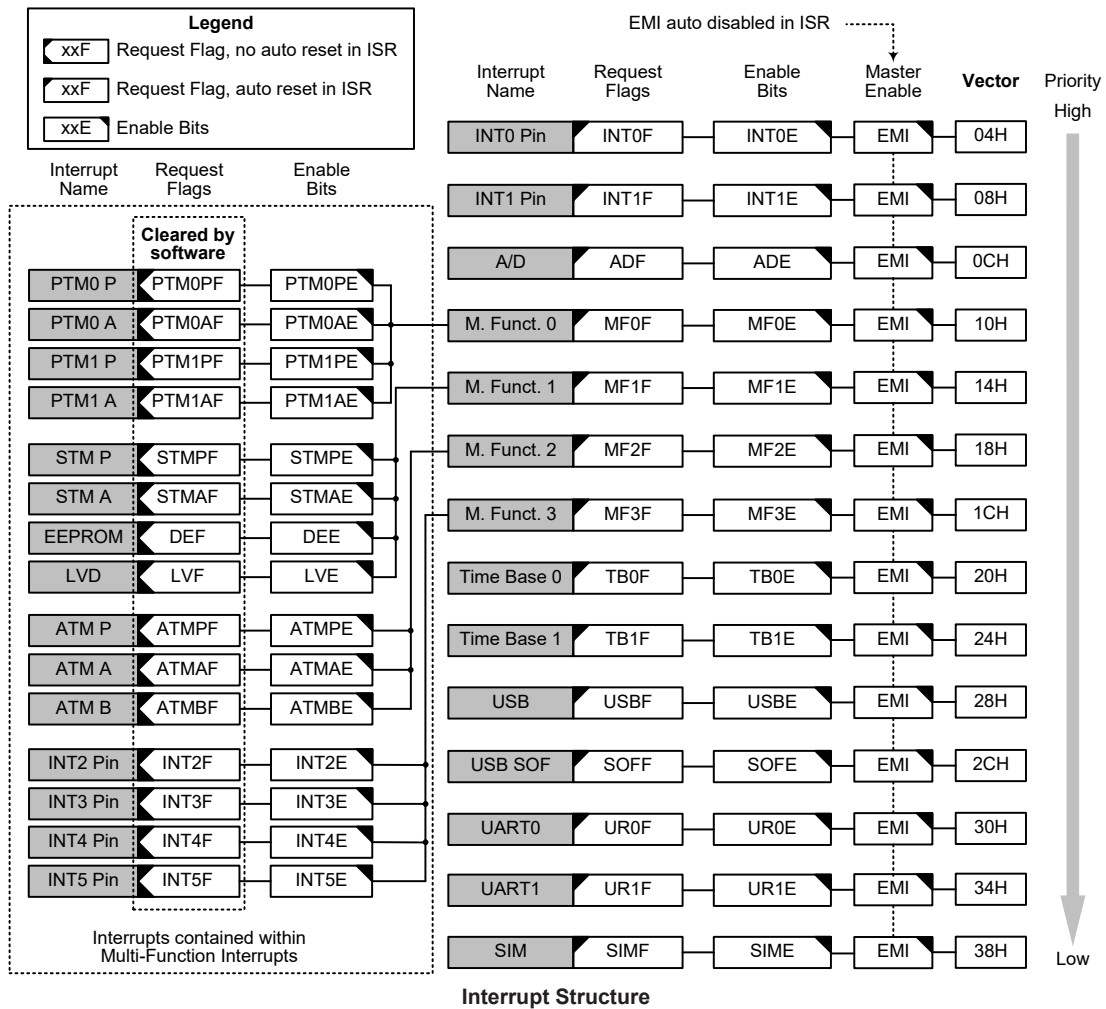 Legend
xxF Request Flag, no auto reset in ISR
xxF Request Flag, auto reset in ISR
xxE Enable Bits
EMI auto disabled in ISR
Interrupt Name Request Flags Enable Bits Master Enable Vector Priority
High
INT0 Pin INT0F INT0E EMI 04H
INT1 Pin INT1F INT1E EMI 08H
A/D ADF ADE EMI 0CH
M. Funct. 0 MF0F MF0E EMI 10H
M. Funct. 1 MF1F MF1E EMI 14H
M. Funct. 2 MF2F MF2E EMI 18H
M. Funct. 3 MF3F MF3E EMI 1CH
Time Base 0 TB0F TB0E EMI 20H
Time Base 1 TB1F TB1E EMI 24H
USB USBF USBE EMI 28H
USB SOF SOFF SOFE EMI 2CH
UART0 UR0F UR0E EMI 30H
UART1 UR1F UR1E EMI 34H
SIM SIMF SIME EMI 38H
Low
Interrupt Name Request Flags Enable Bits
Cleared by
software
PTM0 P PTM0PF PTM0PE
PTM0 A PTM0AF PTM0AE
PTM1 P PTM1PF PTM1PE
PTM1 A PTM1AF PTM1AE
STM P STMPF STMPE
STM A STMAF STMAE
EEPROM DEF DEE
LVD LVF LVE
ATM P ATMPF ATMPE
ATM A ATMAF ATMAE
ATM B ATMBF ATMBE
INT2 Pin INT2F INT2E
INT3 Pin INT3F INT3E
INT4 Pin INT4F INT4E
INT5 Pin INT5F INT5E
Interrupts contained within
Multi-Function Interrupts
Interrupt Structure